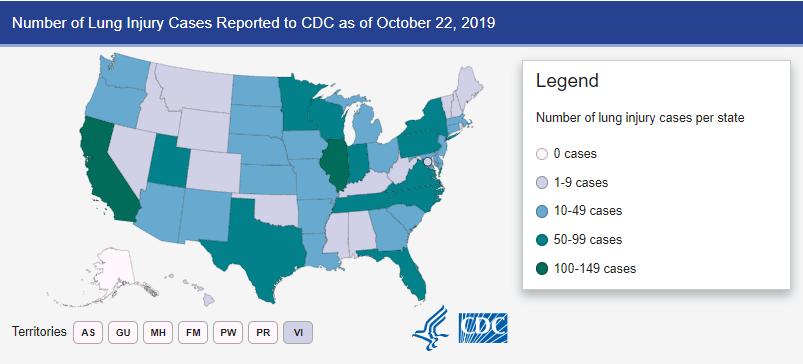 Number of Lung Injury Cases Reported to CDC as of October 22, 2019
Legend
Number of lung injury cases per state
0 cases
1-9 cases
10-49 cases
50-99 cases
100-149 cases
Territories AS GU MH FM PW PR VI
CDC